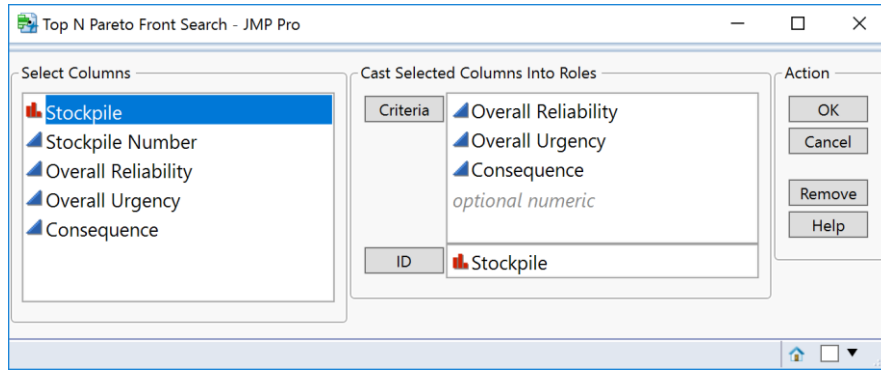 Top N Pareto Front Search - JMP Pro
Select Columns
Stockpile
Stockpile Number
Overall Reliability
Overall Urgency
Consequence
Cast Selected Columns Into Roles
Criteria
Overall Reliability
Overall Urgency
Consequence
optional numeric
ID
Stockpile
Action
OK
Cancel
Remove
Help